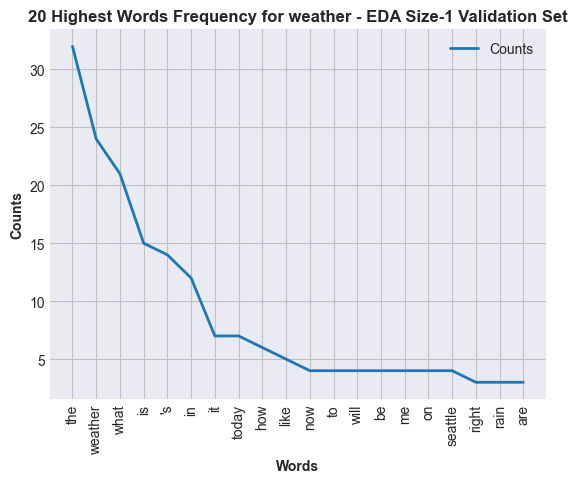 20 Highest Words Frequency for weather - EDA Size-1 Validation Set
Counts
30
25
20
15
10
5
Counts
the
weather
what
is
's
in
it
today
how
like
now
to
will
be
me
on
seattle
right
rain
are
Words